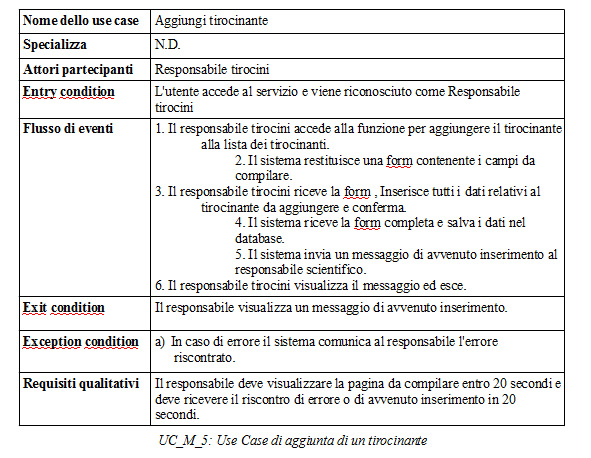 Nome dello use case Aggiungi tirocinante
Specializza N.D.
Attori partecipanti Responsabile tirocini
Entry condition L'utente accede al servizio e viene riconosciuto come Responsabile
tirocini
Flusso di eventi 1. Il responsabile tirocini accede alla funzione per aggiungere il tirocinante
alla lista dei tirocinanti.
2. Il sistema restituisce una form contenente i campi da
compilare.
3. Il responsabile tirocini riceve la form , Inserisce tutti i dati relativi al
tirocinante da aggiungere e conferma.
4. Il sistema riceve la form completa e salva i dati nel
database.
5. Il sistema invia un messaggio di avvenuto inserimento al
responsabile scientifico.
6. Il responsabile tirocini visualizza il messaggio ed esce.
Exit condition Il responsabile visualizza un messaggio di avvenuto inserimento.
Exception condition a) In caso di errore il sistema comunica al responsabile l'errore
riscontrato.
Requisiti qualitativi Il responsabile deve visualizzare la pagina da compilare entro 20 secondi e
deve ricevere il riscontro di errore o di avvenuto inserimento in 20
secondi.
UC_M_5: Use Case di aggiunta di un tirocinante